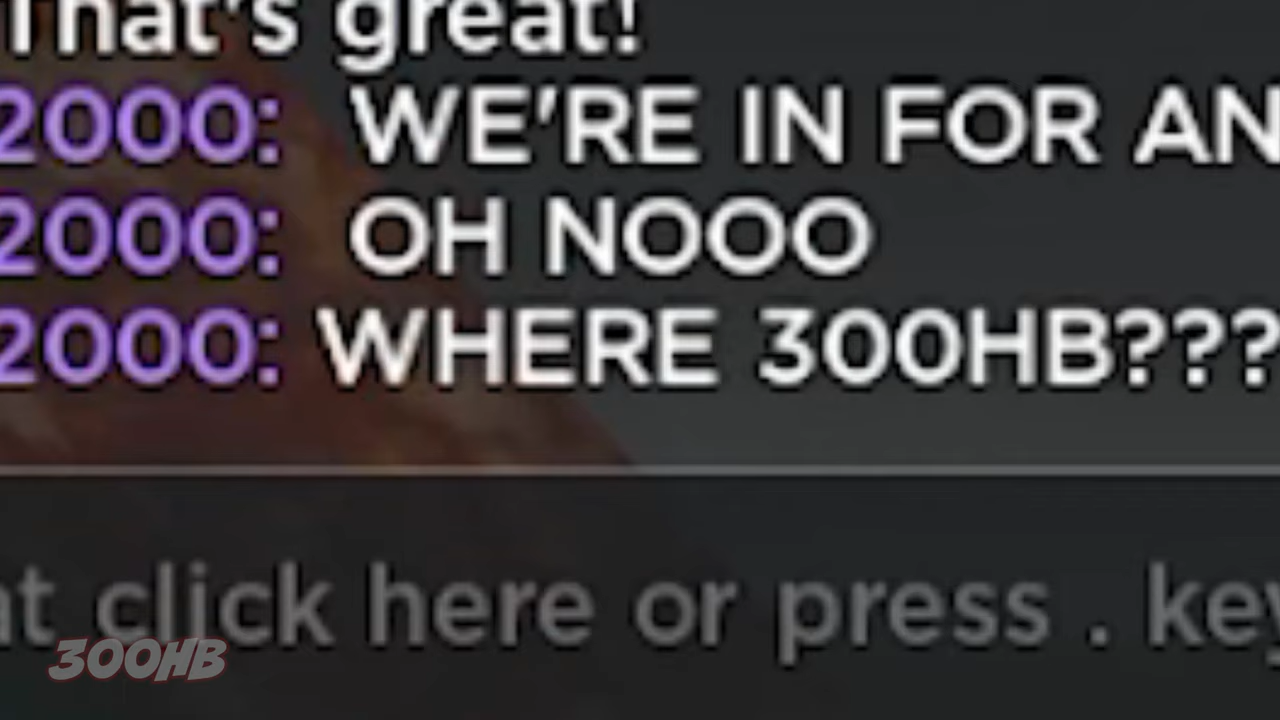 That's great!
2000: WE'RE IN FOR AN
2000: OH NOOO
2000: WHERE 300HB???
at click here or press . key
300HB